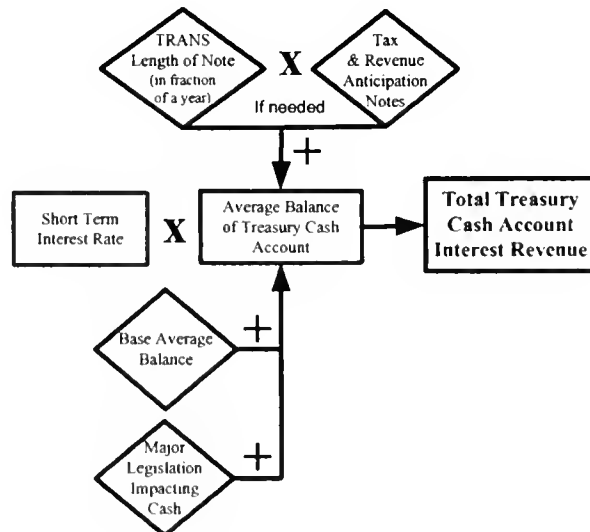 TRANS
Length of Note
(in fraction
of a year)
X
Tax
& Revenue
Anticipation
Notes
If needed
+
Short Term
Interest Rate
X
Average Balance
of Treasury Cash
Account
Total Treasury
Cash Account
Interest Revenue
Base Average
Balance
+
Major
Legislation
Impacting
Cash
+